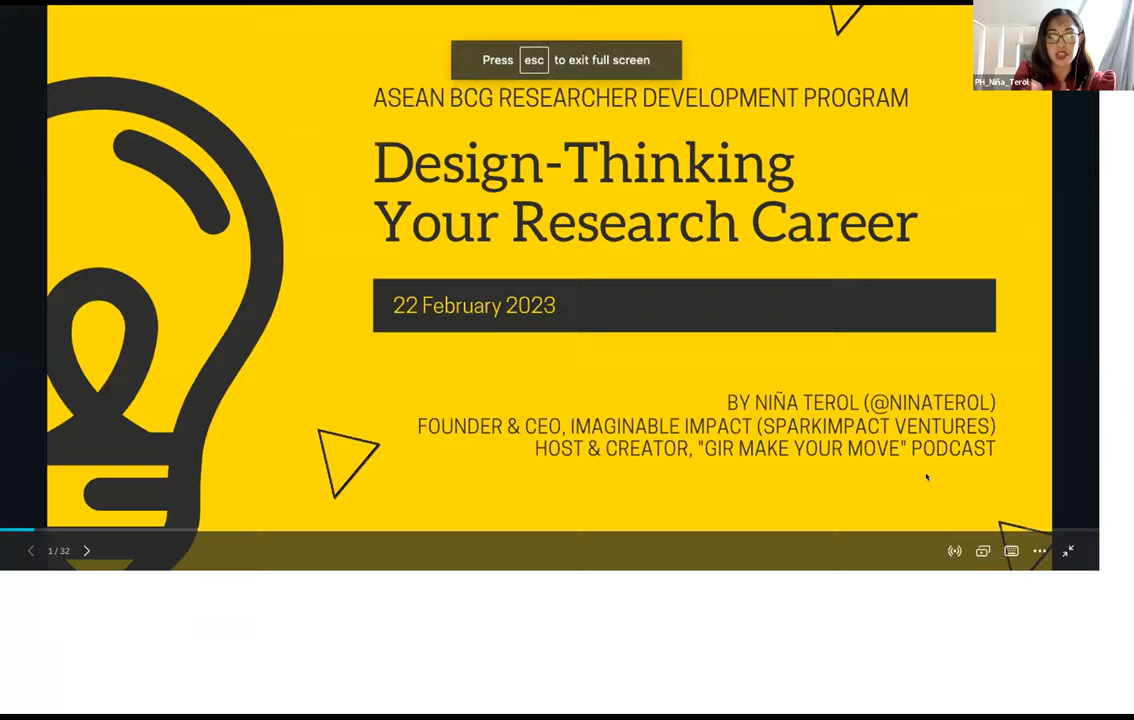 Press esc to exit full screen
PH_Niña_Terol
ASEAN BCG RESEARCHER DEVELOPMENT PROGRAM
Design-Thinking
Your Research Career
22 February 2023
BY NIÑA TEROL (@NINATEROL)
FOUNDER & CEO, IMAGINABLE IMPACT (SPARKIMPACT VENTURES)
HOST & CREATOR, "GIR MAKE YOUR MOVE" PODCAST
1 / 32